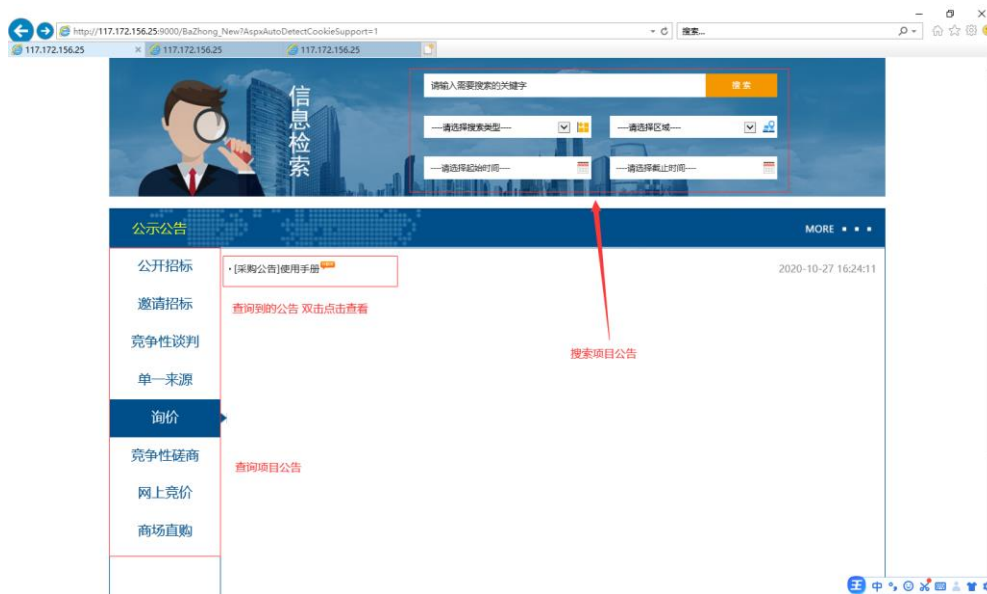 http://117.172.156.25:9000/BaZhong_New?AspxAutoDetectCookieSupport=1
搜索...
117.172.156.25
117.172.156.25
117.172.156.25
信息检索
请输入需要搜索的关键字
搜索
----请选择搜索类型----
----请选择区域----
----请选择起始时间----
----请选择截止时间----
公示公告
MORE
公开招标
[采购公告]使用手册
2020-10-27 16:24:11
邀请招标
查询到的公告 双击点击查看
竞争性谈判
搜索项目公告
单一来源
询价
竞争性磋商
查询项目公告
网上竞价
商场直购
王 中